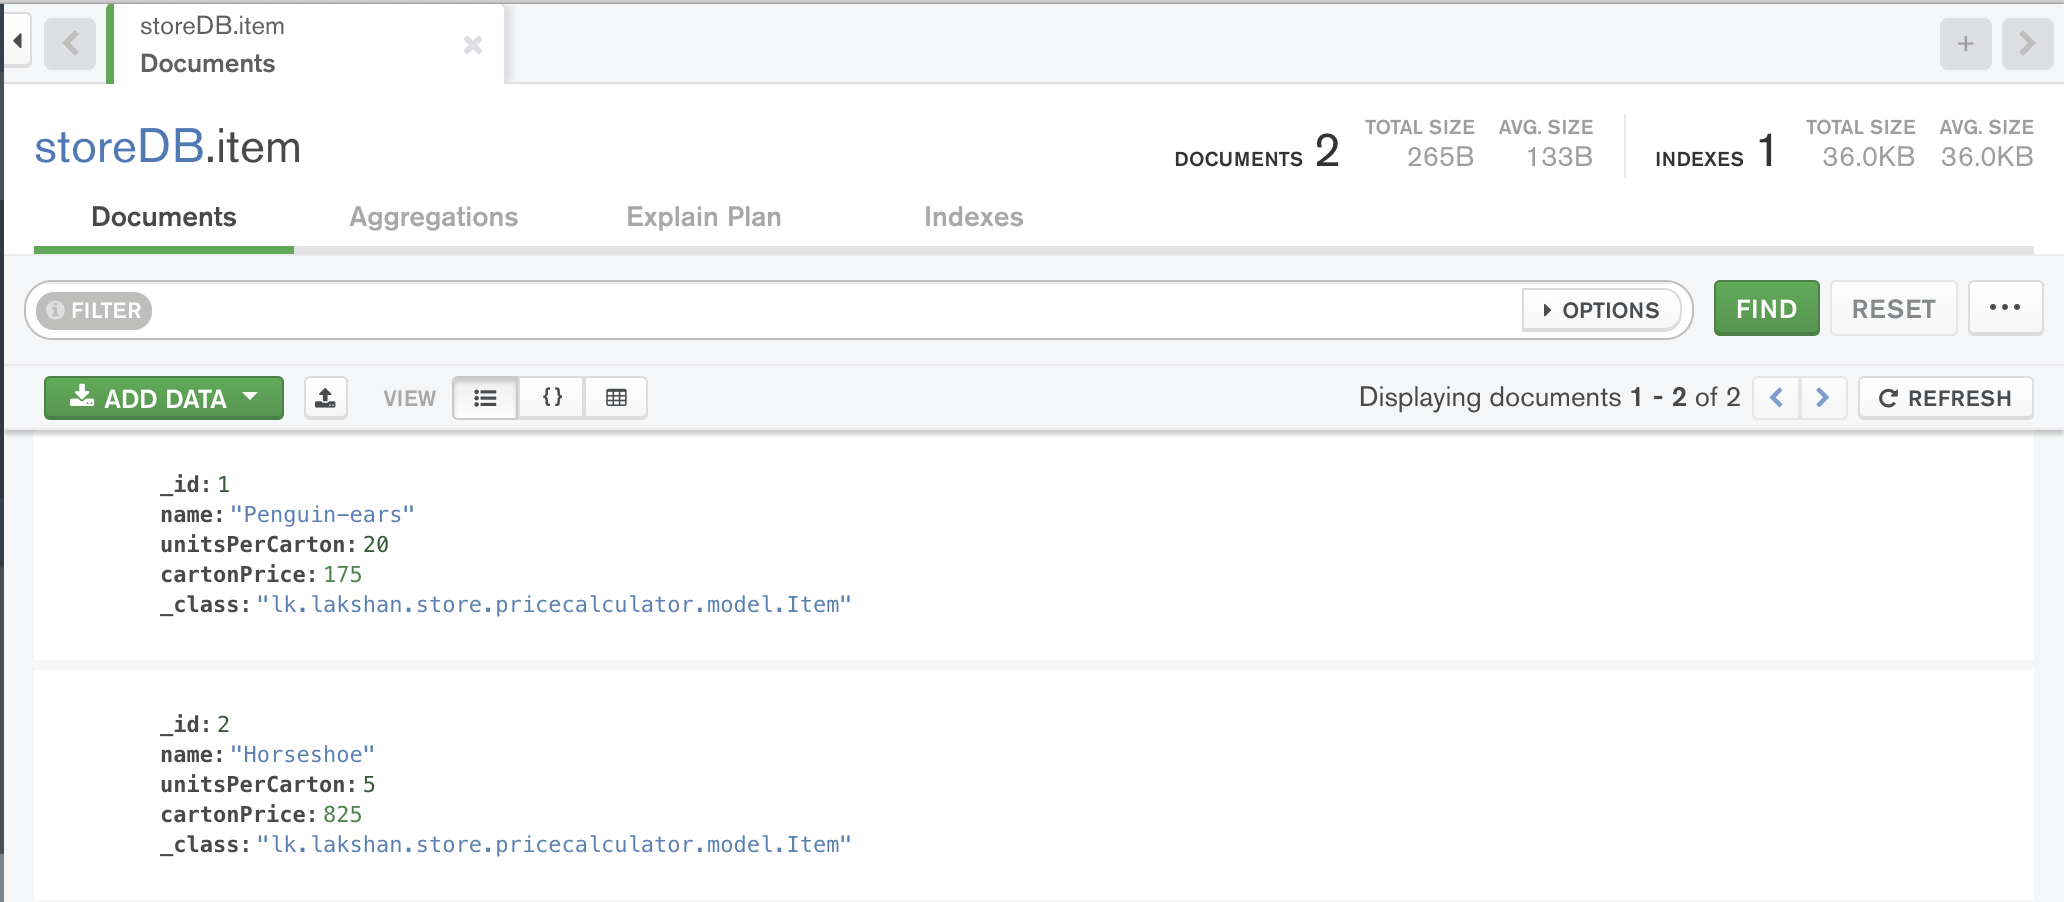 storeDB.item
Documents
storeDB.item
DOCUMENTS 2 TOTAL SIZE 265B AVG. SIZE 133B INDEXES 1 TOTAL SIZE 36.0KB AVG. SIZE 36.0KB
Documents Aggregations Explain Plan Indexes
FILTER OPTIONS FIND RESET ...
ADD DATA VIEW {} Displaying documents 1 - 2 of 2 REFRESH
_id: 1
name: "Penguin-ears"
unitsPerCarton: 20
cartonPrice: 175
_class: "lk.lakshan.store.pricecalculator.model.Item"
_id: 2
name: "Horseshoe"
unitsPerCarton: 5
cartonPrice: 825
_class: "lk.lakshan.store.pricecalculator.model.Item"